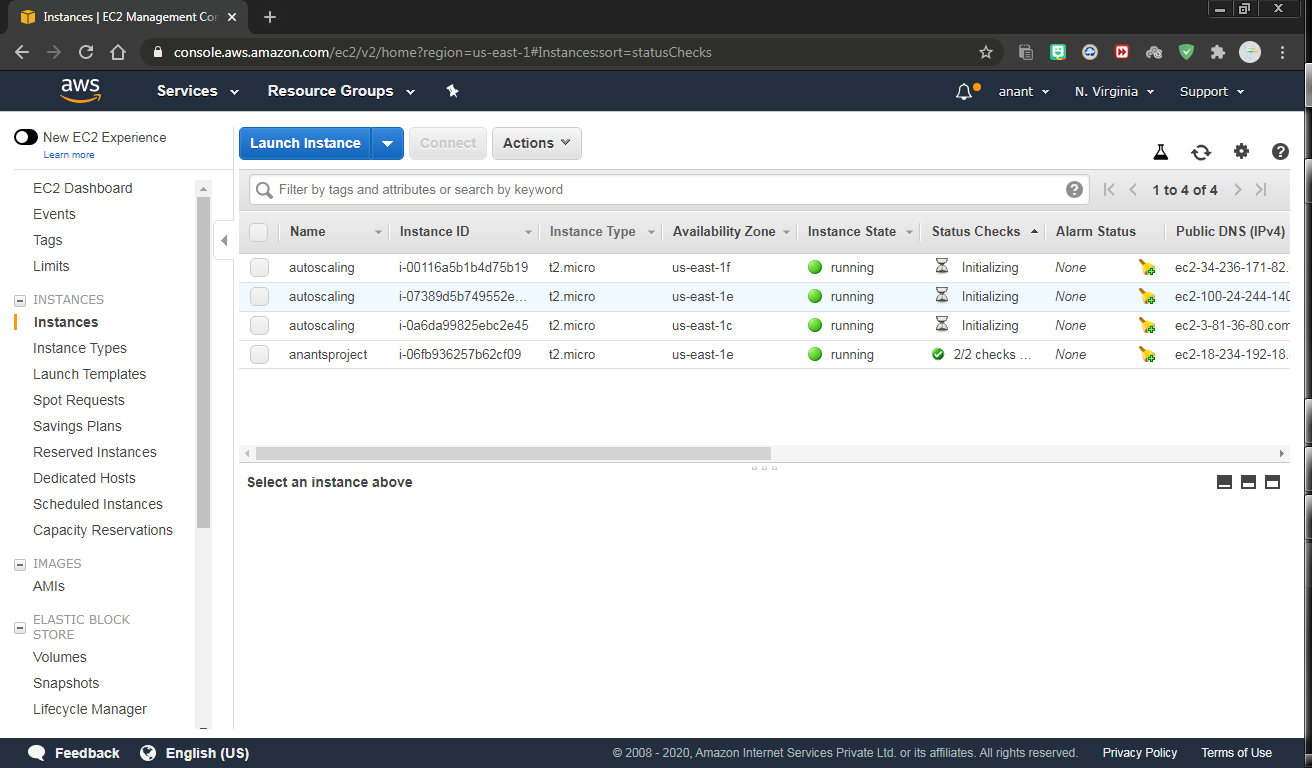 Instances | EC2 Management Con
console.aws.amazon.com/ec2/v2/home?region=us-east-1#Instances:sort=statusChecks
aws Services Resource Groups anant N. Virginia Support
New EC2 Experience
Learn more
EC2 Dashboard
Events
Tags
Limits
INSTANCES
Instances
Instance Types
Launch Templates
Spot Requests
Savings Plans
Reserved Instances
Dedicated Hosts
Scheduled Instances
Capacity Reservations
IMAGES
AMIs
ELASTIC BLOCK
STORE
Volumes
Snapshots
Lifecycle Manager
Launch Instance Connect Actions
Filter by tags and attributes or search by keyword 1 to 4 of 4
Name Instance ID Instance Type Availability Zone Instance State Status Checks Alarm Status Public DNS (IPv4)
autoscaling i-00116a5b1b4d75b19 t2.micro us-east-1f running Initializing None ec2-34-236-171-82.
autoscaling i-07389d5b749552e... t2.micro us-east-1e running Initializing None ec2-100-24-244-140
autoscaling i-0a6da99825ebc2e45 t2.micro us-east-1c running Initializing None ec2-3-81-36-80.com
anantsproject i-06fb936257b62cf09 t2.micro us-east-1e running 2/2 checks ... None ec2-18-234-192-18.
Select an instance above
Feedback English (US) © 2008 - 2020, Amazon Internet Services Private Ltd. or its affiliates. All rights reserved. Privacy Policy Terms of Use